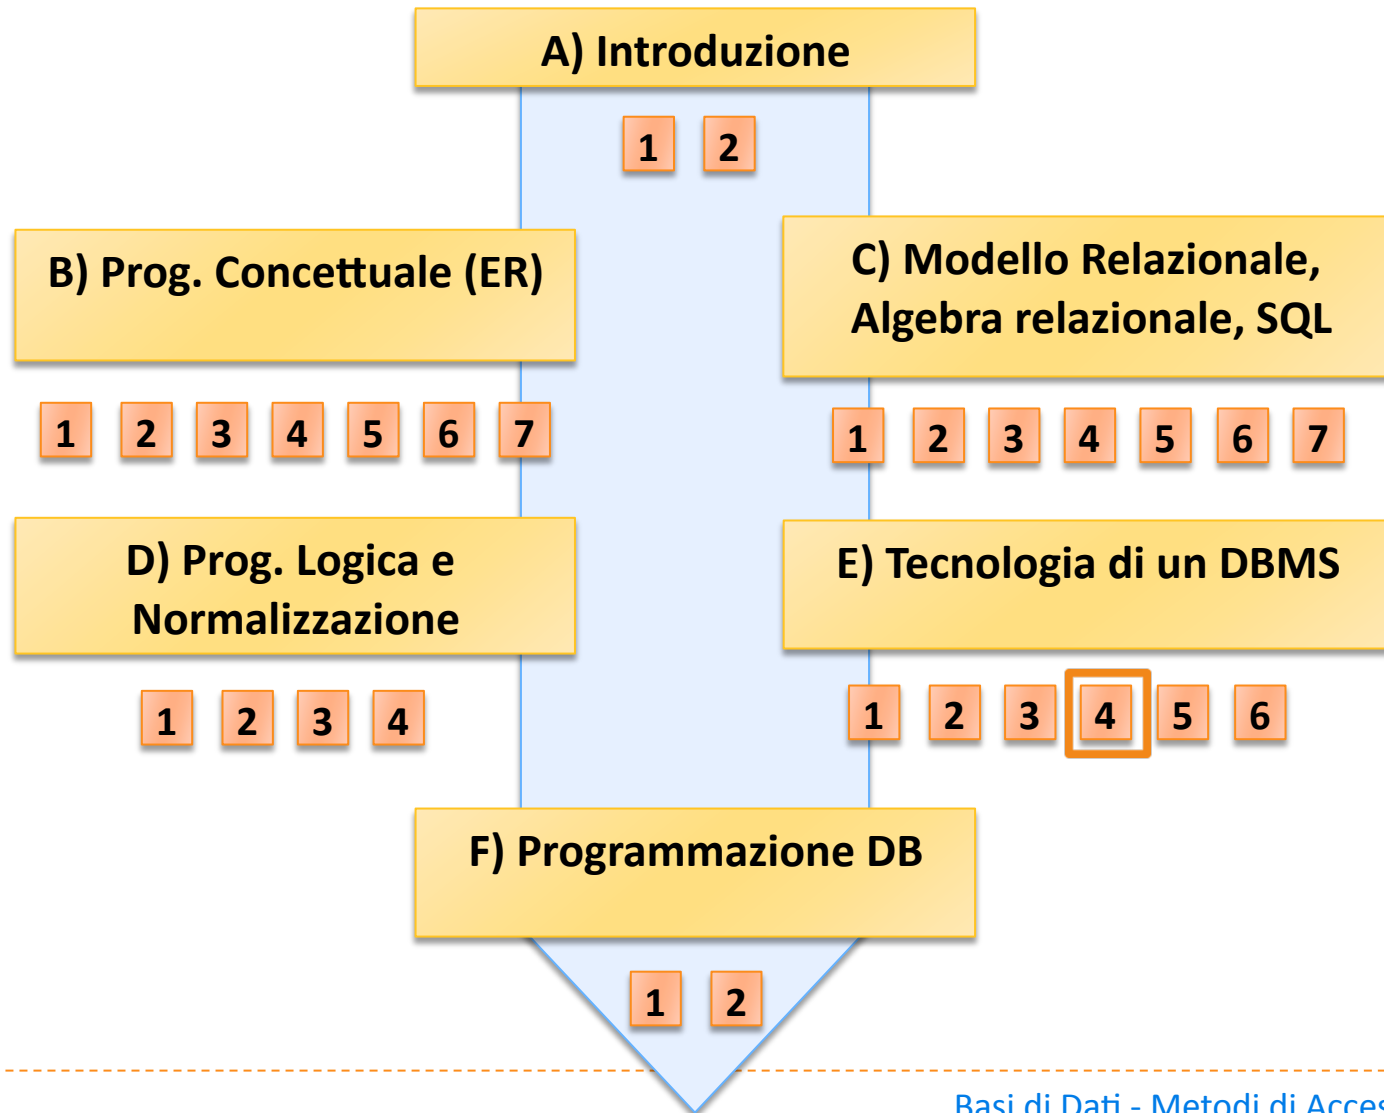 A) Introduzione
1 2
B) Prog. Concettuale (ER)
C) Modello Relazionale,
Algebra relazionale, SQL
1 2 3 4 5 6 7
1 2 3 4 5 6 7
D) Prog. Logica e
Normalizzazione
E) Tecnologia di un DBMS
1 2 3 4
1 2 3 4 5 6
F) Programmazione DB
1 2
Basi di Dati - Metodi di Acces